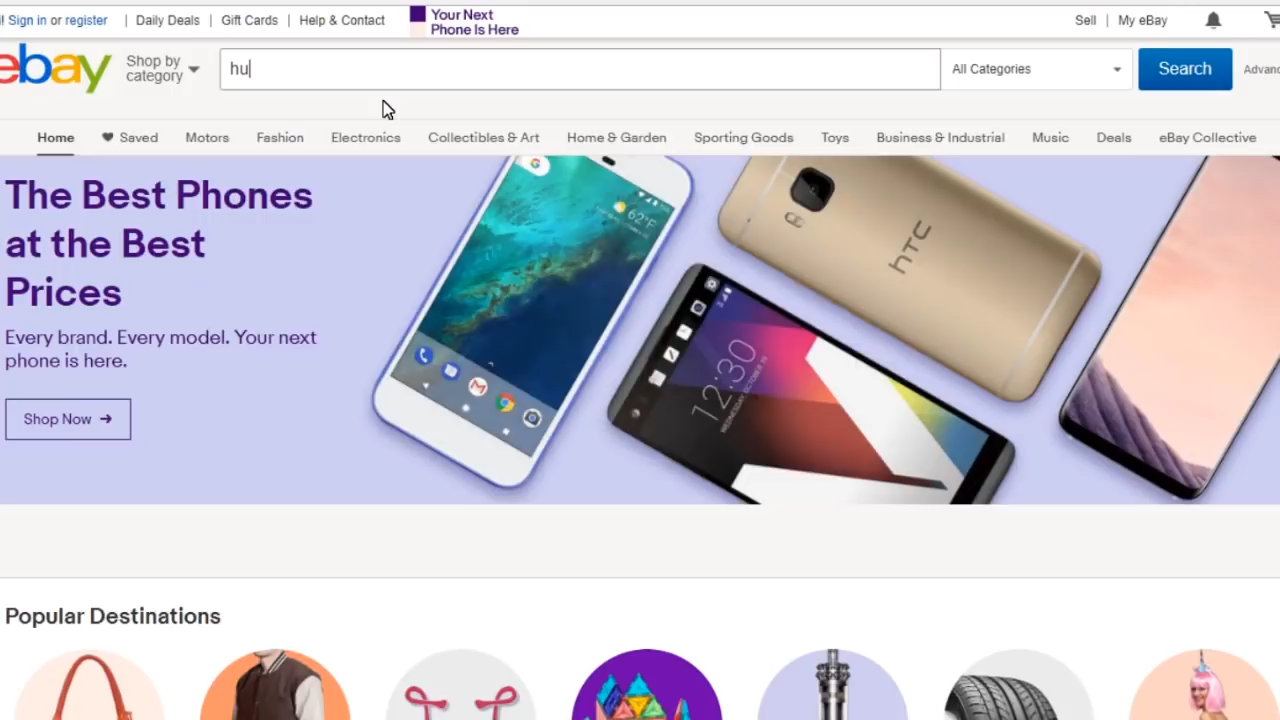 ! Sign in or register | Daily Deals | Gift Cards | Help & Contact
Your Next
Phone Is Here
Sell | My eBay
ebay
Shop by
category
hu
All Categories
Search
Home Saved Motors Fashion Electronics Collectibles & Art Home & Garden Sporting Goods Toys Business & Industrial Music Deals eBay Collective
The Best Phones
at the Best
Prices
Every brand. Every model. Your next
phone is here.
Shop Now →
62°F
hTC
12:30
WEDNESDAY, OCTOBER 19
Popular Destinations